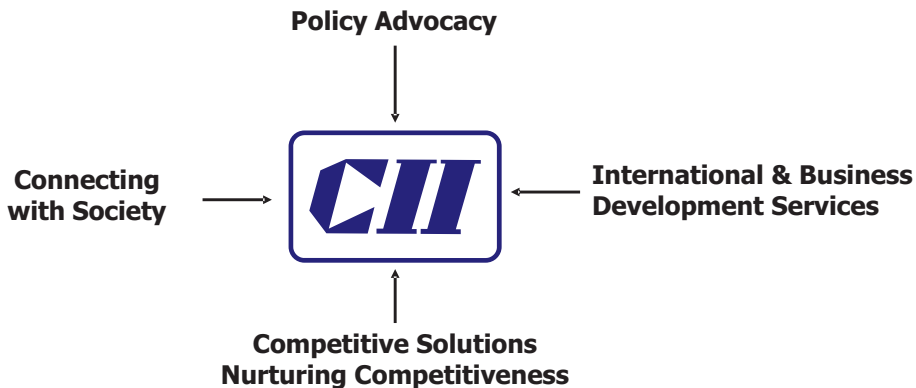 Policy Advocacy
Connecting
with Society
CII
International & Business
Development Services
Competitive Solutions
Nurturing Competitiveness